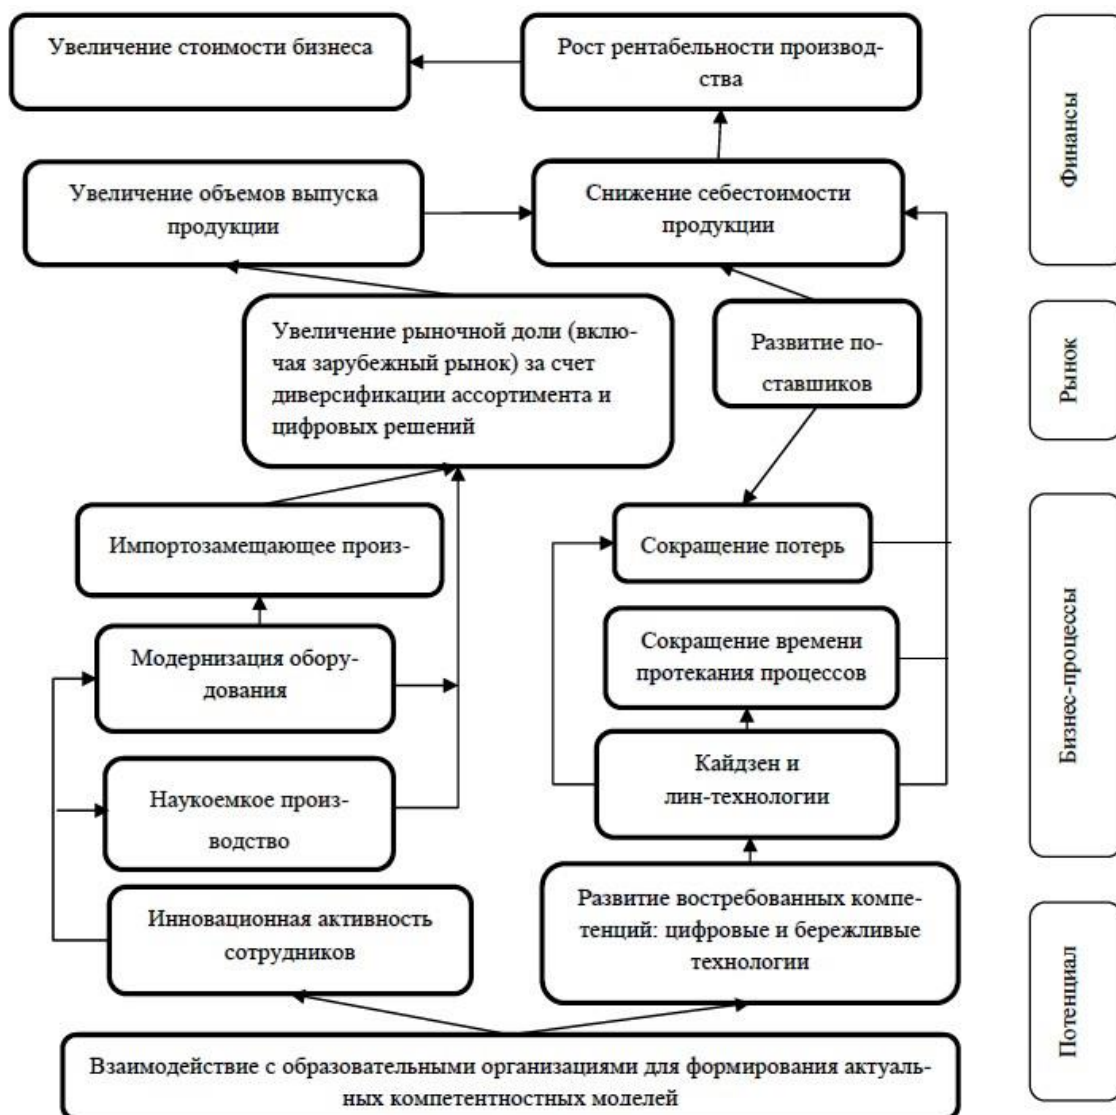 Увеличение стоимости бизнеса
Рост рентабельности производ-
ства
Финансы
Увеличение объемов выпуска
продукции
Снижение себестоимости
продукции
Увеличение рыночной доли (вклю-
чая зарубежный рынок) за счет
диверсификации ассортимента и
цифровых решений
Развитие по-
ставшиков
Рынок
Импортозамещающее произ-
Сокращение потерь
Модернизация обору-
дования
Сокращение времени
протекания процессов
Бизнес-процессы
Наукоемкое произ-
водство
Кайдзен и
лин-технологии
Инновационная активность
сотрудников
Развитие востребованных компе-
тенций: цифровые и бережливые
технологии
Потенциал
Взаимодействие с образовательными организациями для формирования актуаль-
ных компетентностных моделей